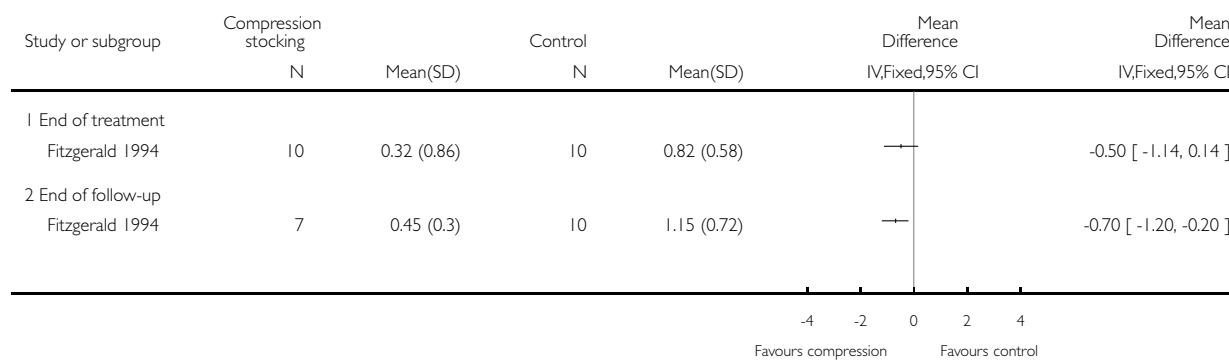 Study or subgroup Compression stocking Control Mean Difference Mean Difference
N Mean(SD) N Mean(SD) IV,Fixed,95% CI IV,Fixed,95% CI
1 End of treatment
Fitzgerald 1994 10 0.32 (0.86) 10 0.82 (0.58) -0.50 [ -1.14, 0.14 ]
2 End of follow-up
Fitzgerald 1994 7 0.45 (0.3) 10 1.15 (0.72) -0.70 [ -1.20, -0.20 ]
-4 -2 0 2 4
Favours compression Favours control